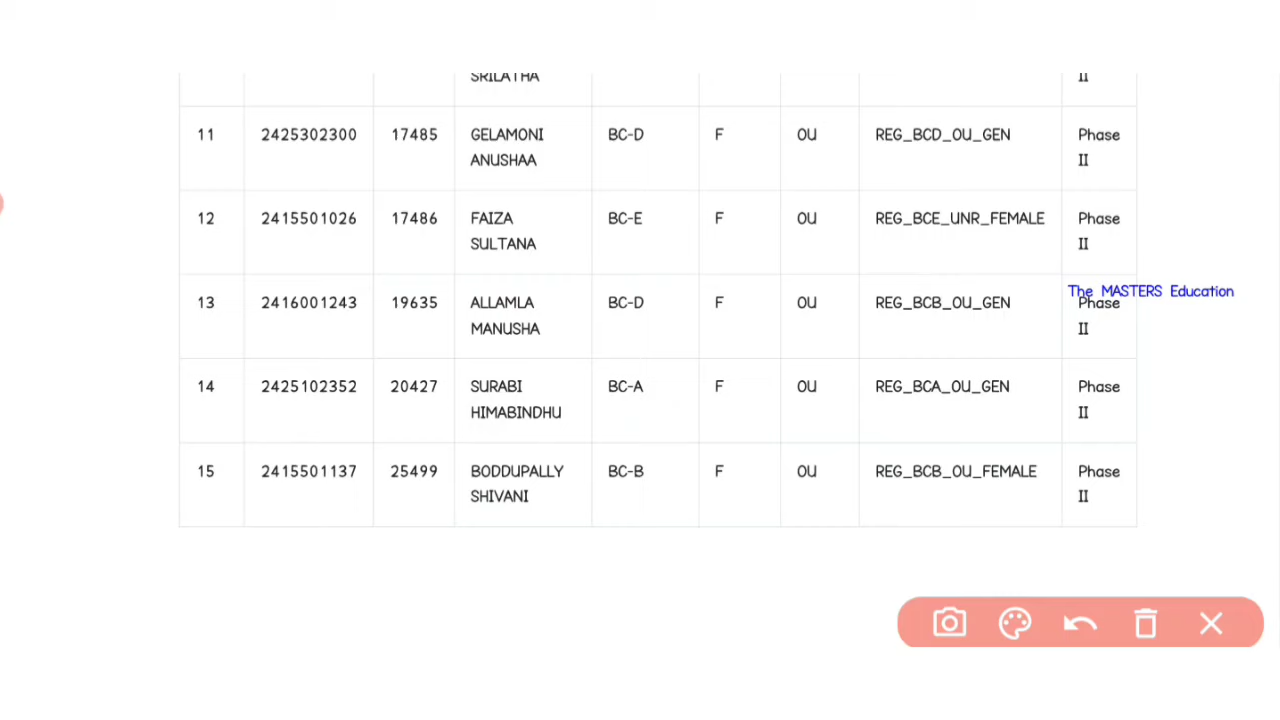 SRILATHA II
11 2425302300 17485 GELAMONI BC-D F OU REG_BCD_OU_GEN Phase
ANUSHAA II
12 2415501026 17486 FAIZA BC-E F OU REG_BCE_UNR_FEMALE Phase
SULTANA II
The MASTERS Education
13 2416001243 19635 ALLAMLA BC-D F OU REG_BCB_OU_GEN Phase
MANUSHA II
14 2425102352 20427 SURABI BC-A F OU REG_BCA_OU_GEN Phase
HIMABINDHU II
15 2415501137 25499 BODDUPALLY BC-B F OU REG_BCB_OU_FEMALE Phase
SHIVANI II